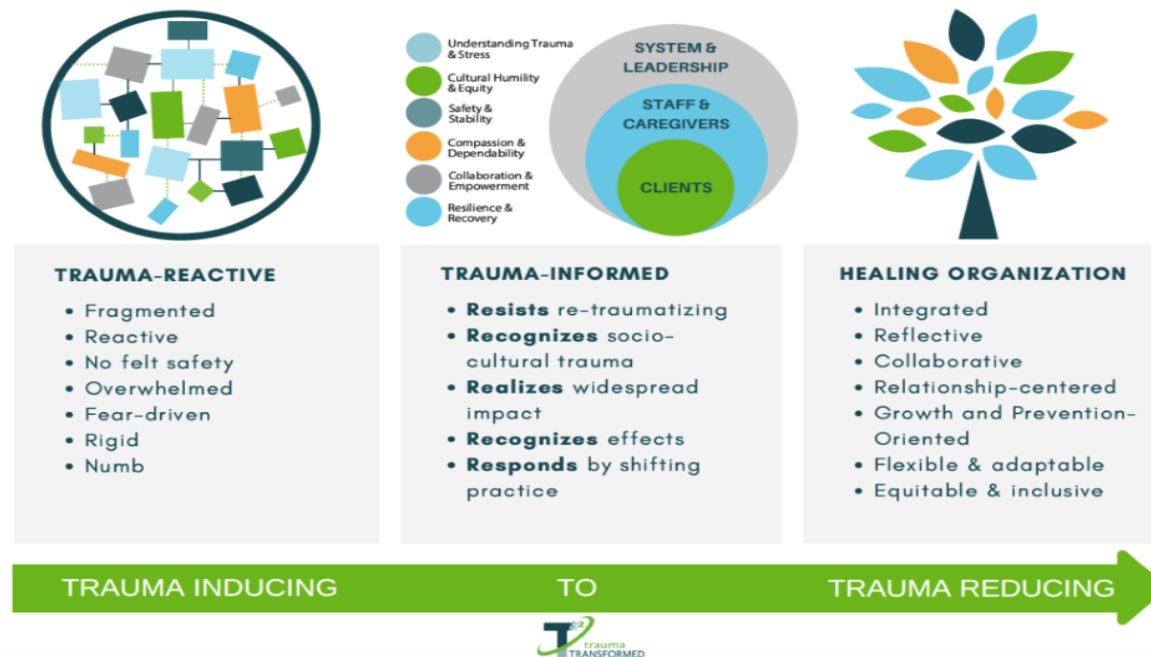 Understanding Trauma
& Stress
Cultural Humility
& Equity
Safety &
Stability
Compassion &
Dependability
Collaboration &
Empowerment
Resilience &
Recovery
SYSTEM &
LEADERSHIP
STAFF &
CAREGIVERS
CLIENTS
TRAUMA-REACTIVE
• Fragmented
• Reactive
• No felt safety
• Overwhelmed
• Fear-driven
• Rigid
• Numb
TRAUMA-INFORMED
• Resists re-traumatizing
• Recognizes socio-
cultural trauma
• Realizes widespread
impact
• Recognizes effects
• Responds by shifting
practice
HEALING ORGANIZATION
• Integrated
• Reflective
• Collaborative
• Relationship-centered
• Growth and Prevention-
Oriented
• Flexible & adaptable
• Equitable & inclusive
TRAUMA INDUCING TO TRAUMA REDUCING
T²
trauma
TRANSFORMED